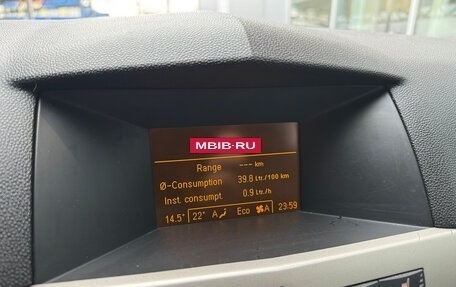 MBIB-RU
Range --- km
Ø-Consumption 39.8 ltr./100 km
Inst. consumpt. 0.9 ltr./h
14.5° 22° A Eco A 23:59